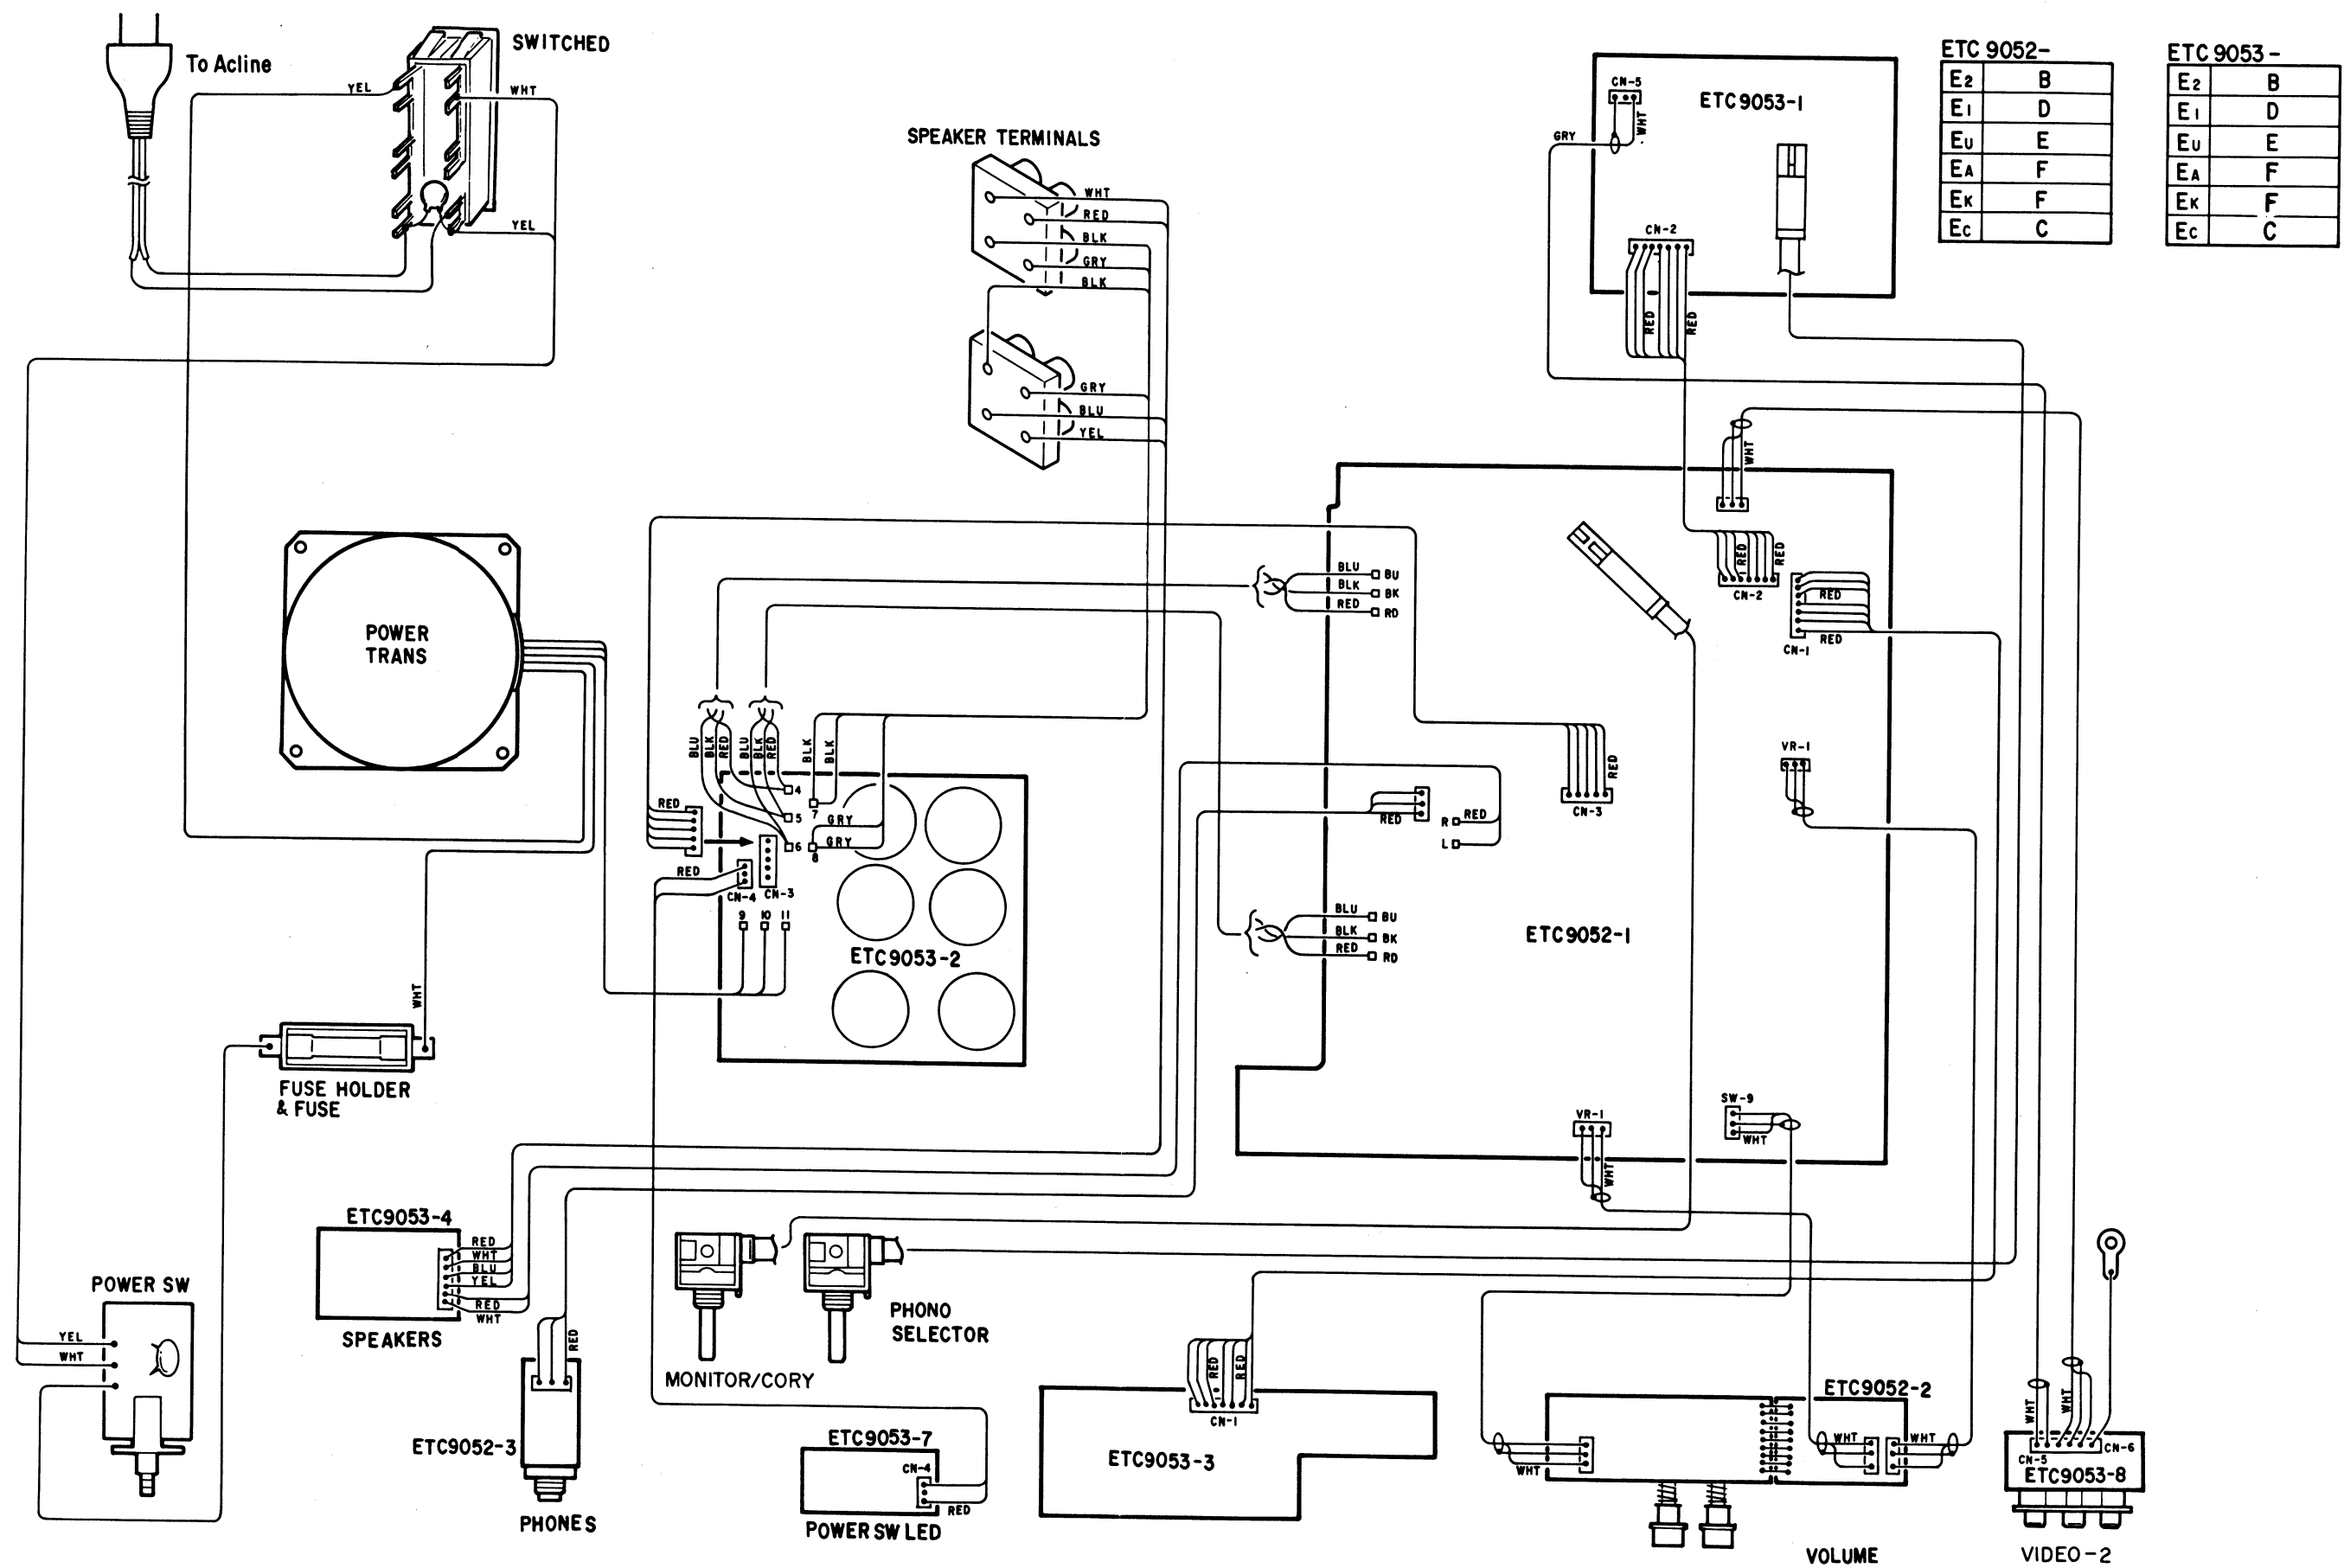 To Acline
SWITCHED
YEL
WHT
YEL
SPEAKER TERMINALS
WHT
RED
BLK
GRY
BLK
GRY
BLU
YEL
CN-5
WHT
GRY
ETC9053-1
CN-2
RED
RED
ETC 9052-
E2 B
E1 D
EU E
EA F
EK F
EC C
ETC 9053-
E2 B
E1 D
EU E
EA F
EK F
EC C
WHT
RED
RED
CN-2
RED
RED
CN-1
POWER
TRANS
BLU
BLK
RED
BU
BK
RD
BLU
BLK
RED
BLU
BLK
RED
BLK
BLK
4
5
6
7
8
GRY
GRY
RED
RED
CN-4
CN-3
9 10 11
ETC9053-2
RED
R
RED
L
RED
CN-3
VR-1
BLU
BLK
RED
BU
BK
RD
ETC9052-1
WHT
FUSE HOLDER
& FUSE
VR-1
WHT
SW-9
WHT
ETC9053-4
RED
WHT
BLU
YEL
RED
WHT
SPEAKERS
POWER SW
YEL
WHT
RED
ETC9052-3
PHONES
MONITOR/CORY
PHONO
SELECTOR
ETC9053-7
CN-4
RED
POWER SW LED
RED
RED
CN-1
ETC9053-3
WHT
ETC9052-2
WHT
WHT
VOLUME
WHT
WHT
CN-5
CN-6
ETC9053-8
VIDEO-2